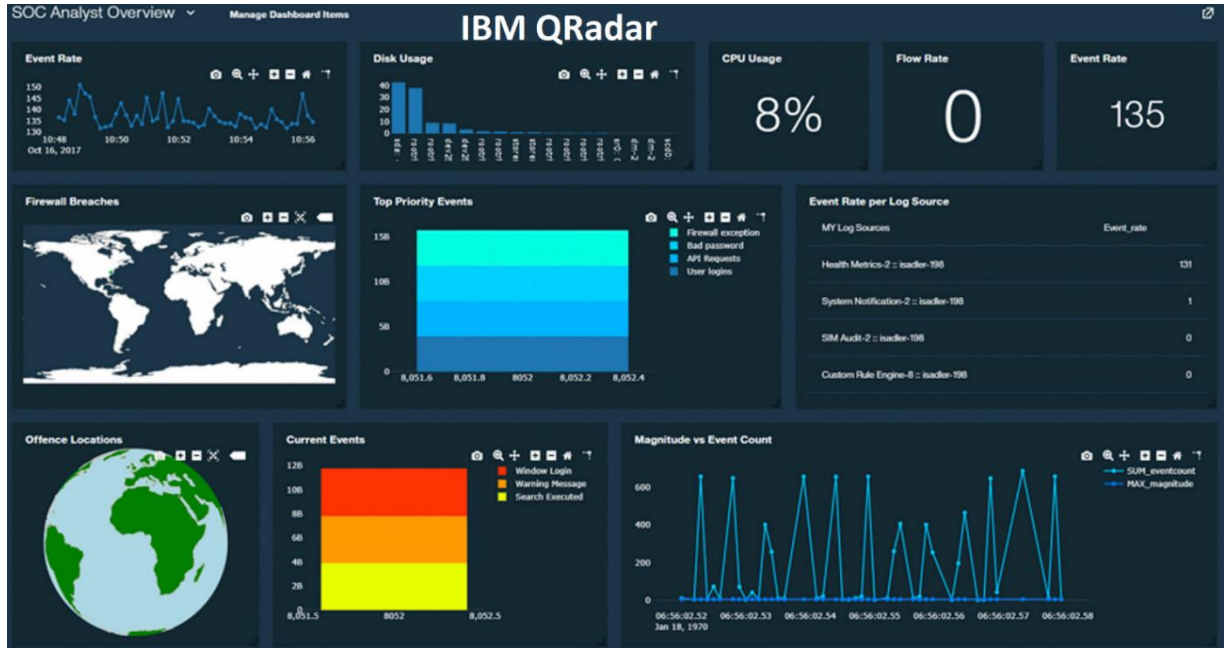 SOC Analyst Overview
Manage Dashboard Items
IBM QRadar
Event Rate
150
145
140
135
130
10:48
10:50
10:52
10:54
10:56
Oct 16, 2017
Disk Usage
40
30
20
10
0
CPU Usage
8%
Flow Rate
0
Event Rate
135
Firewall Breaches
Top Priority Events
15B
10B
5B
0
8,051.6
8,051.8
8052
8,052.2
8,052.4
Firewall exception
Bad password
API Requests
User logins
Event Rate per Log Source
MY Log Sources Event_rate
Health Metrics-2 :: isadler-198 131
System Notification-2 :: isadler-198 1
SIM Audit-2 :: isadler-198 0
Custom Rule Engine-8 :: isadler-198 0
Offence Locations
Current Events
12B
10B
8B
6B
4B
2B
0
8,051.5
8052
8,052.5
Window Login
Warning Message
Search Executed
Magnitude vs Event Count
600
400
200
0
06:56:02.52
06:56:02.53
06:56:02.54
06:56:02.55
06:56:02.56
06:56:02.57
06:56:02.58
Jan 18, 1970
SUM_eventcount
MAX_magnitude